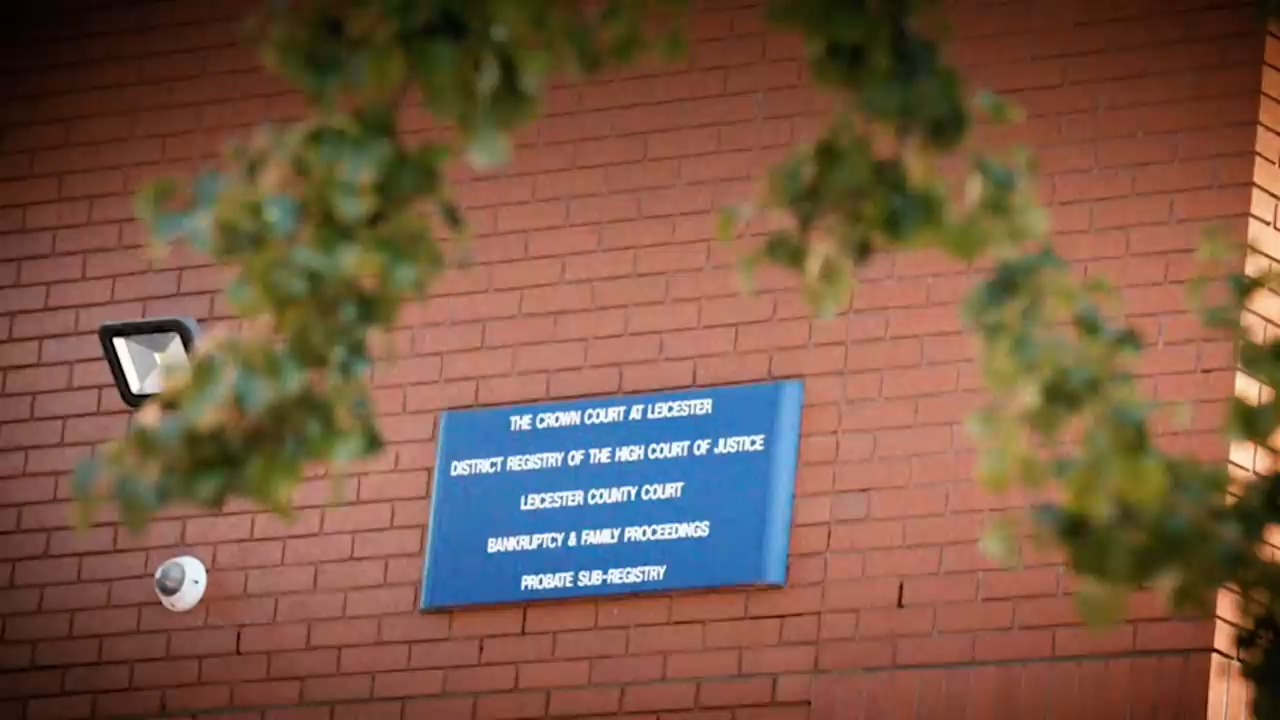 THE CROWN COURT AT LEICESTER
DISTRICT REGISTRY OF THE HIGH COURT OF JUSTICE
LEICESTER COUNTY COURT
BANKRUPTCY & FAMILY PROCEEDINGS
PROBATE SUB-REGISTRY